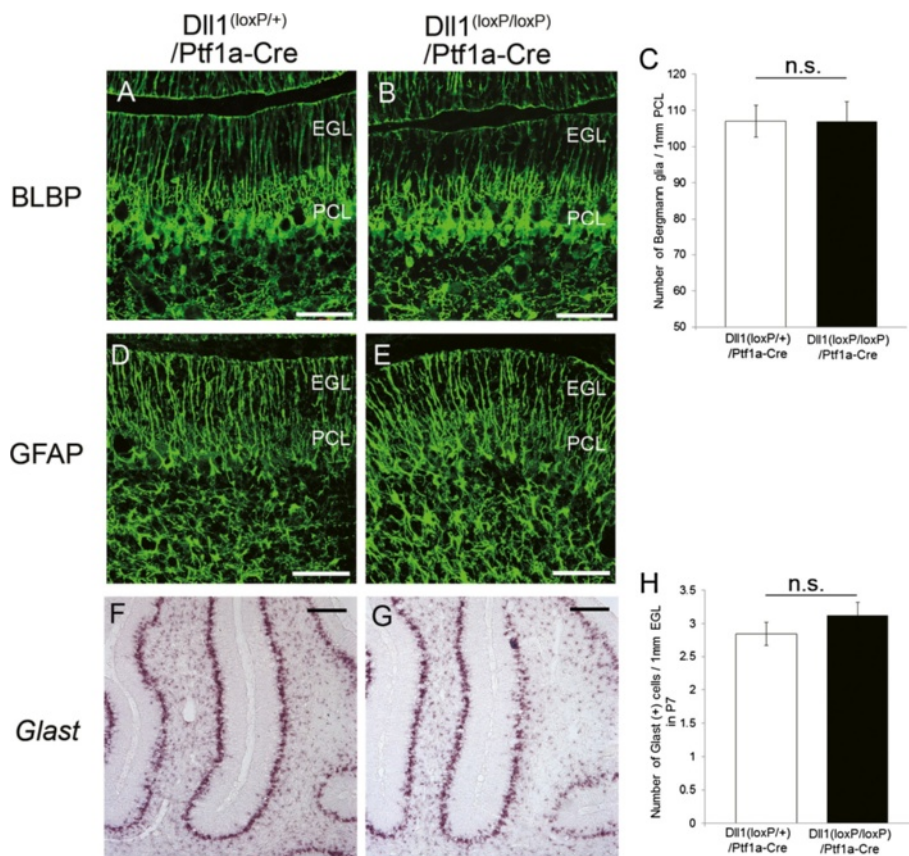 Dll1(loxP/+)
/Ptf1a-Cre
Dll1(loxP/loxP)
/Ptf1a-Cre
BLBP
A
EGL
PCL
B
EGL
PCL
C
n.s.
Number of Bergmann glia / 1mm PCL
120
110
100
90
80
70
60
50
Dll1(loxP/+)
/Ptf1a-Cre
Dll1(loxP/loxP)
/Ptf1a-Cre
GFAP
D
EGL
PCL
E
EGL
PCL
Glast
F
G
H
n.s.
Number of Glast (+) cells / 1mm EGL
in P7
3.5
3
2.5
2
1.5
1
0.5
0
Dll1(loxP/+)
/Ptf1a-Cre
Dll1(loxP/loxP)
/Ptf1a-Cre